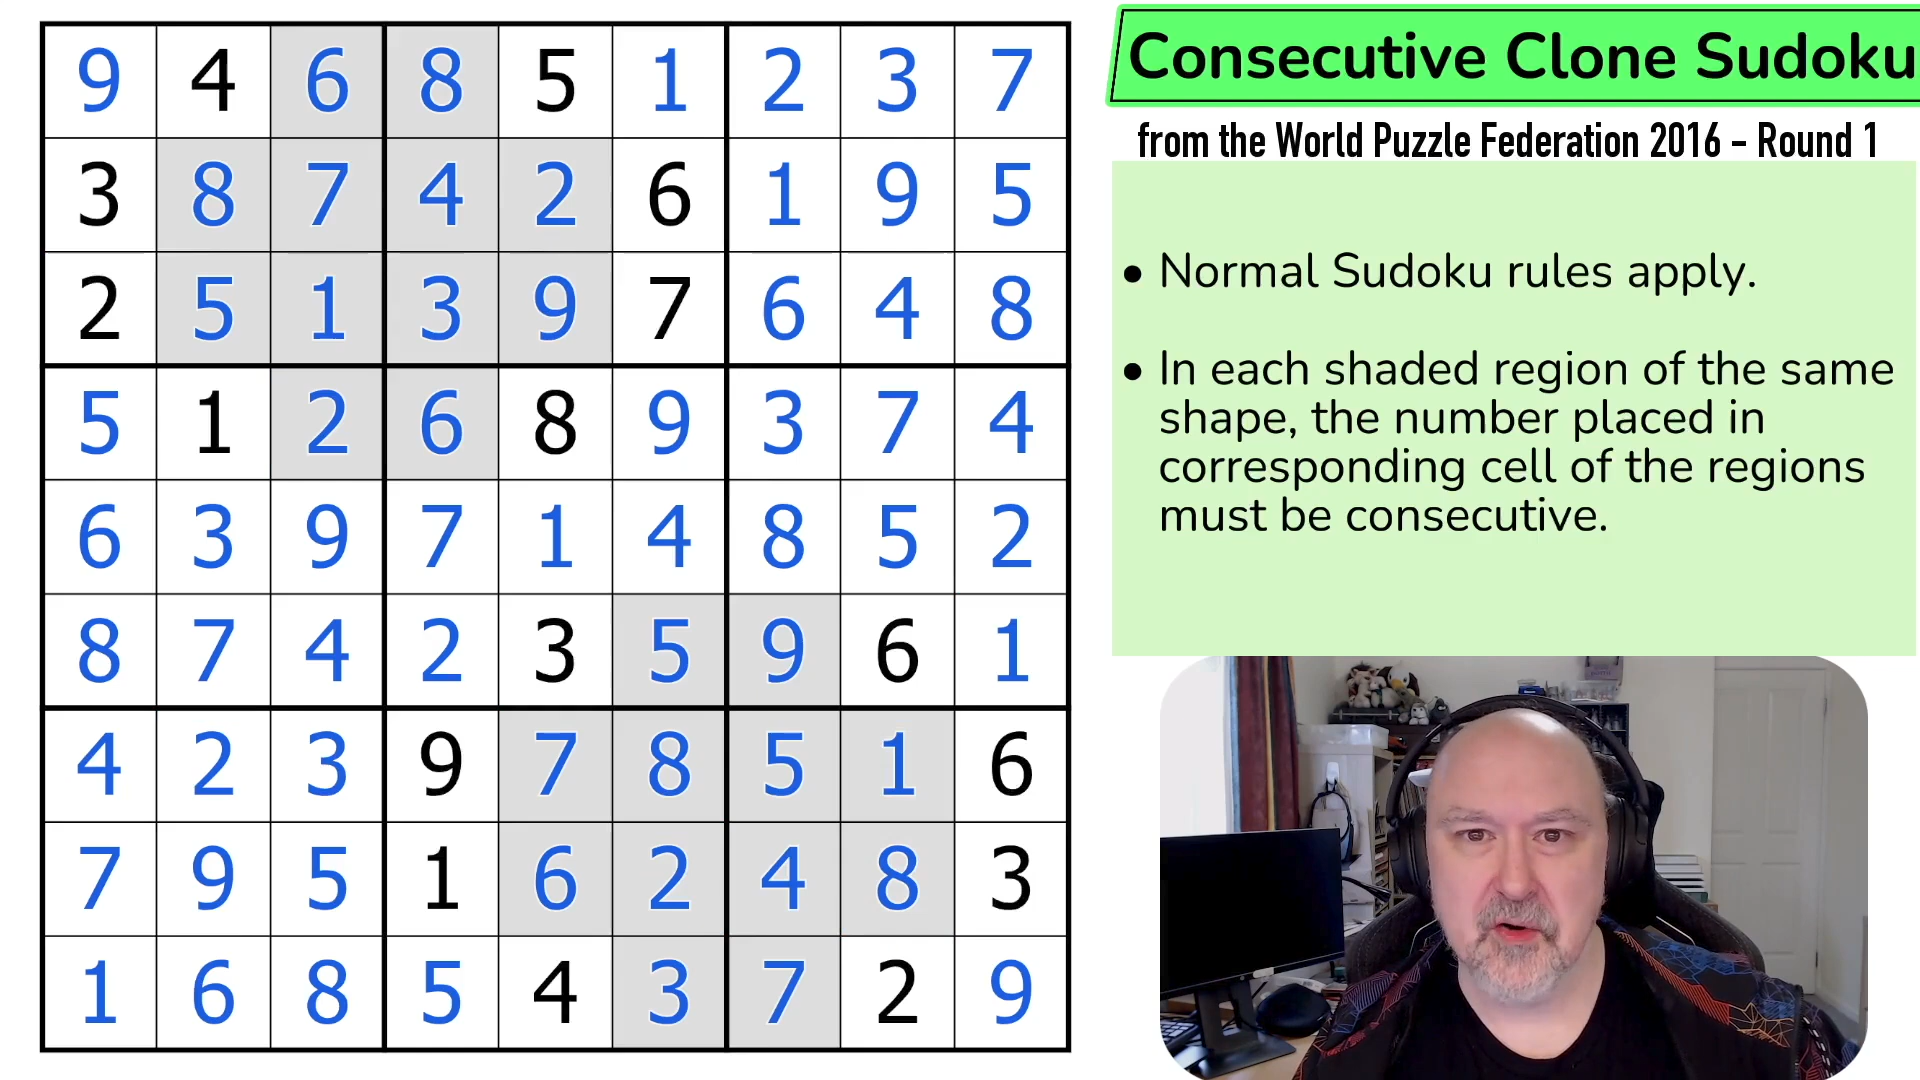 Consecutive Clone Sudoku
from the World Puzzle Federation 2016 - Round 1
• Normal Sudoku rules apply.
• In each shaded region of the same
shape, the number placed in
corresponding cell of the regions
must be consecutive.
9 4 6 8 5 1 2 3 7
3 8 7 4 2 6 1 9 5
2 5 1 3 9 7 6 4 8
5 1 2 6 8 9 3 7 4
6 3 9 7 1 4 8 5 2
8 7 4 2 3 5 9 6 1
4 2 3 9 7 8 5 1 6
7 9 5 1 6 2 4 8 3
1 6 8 5 4 3 7 2 9